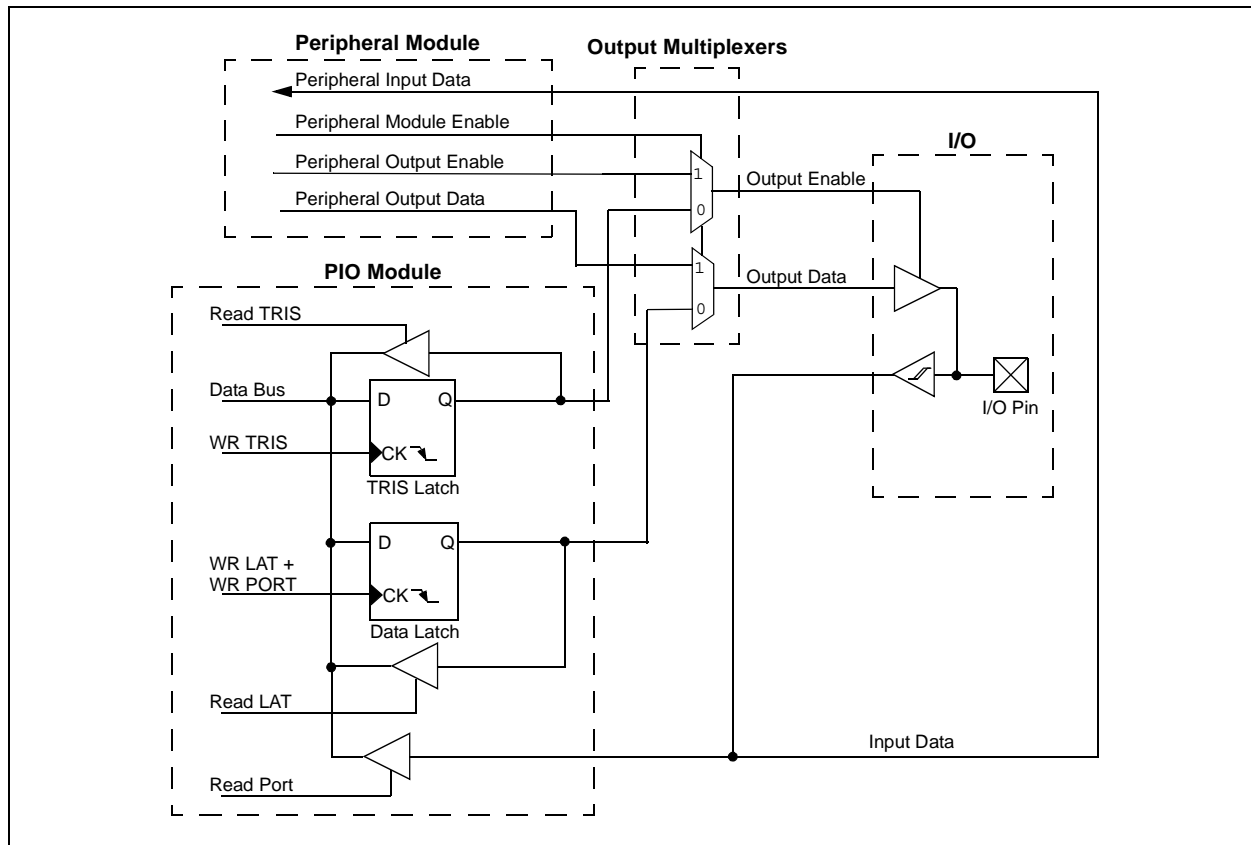 Peripheral Module
Peripheral Input Data
Peripheral Module Enable
Peripheral Output Enable
Peripheral Output Data
Output Multiplexers
1
0
1
0
Output Enable
Output Data
I/O
I/O Pin
PIO Module
Read TRIS
Data Bus
WR TRIS
D
Q
CK
TRIS Latch
WR LAT +
WR PORT
D
Q
CK
Data Latch
Read LAT
Read Port
Input Data